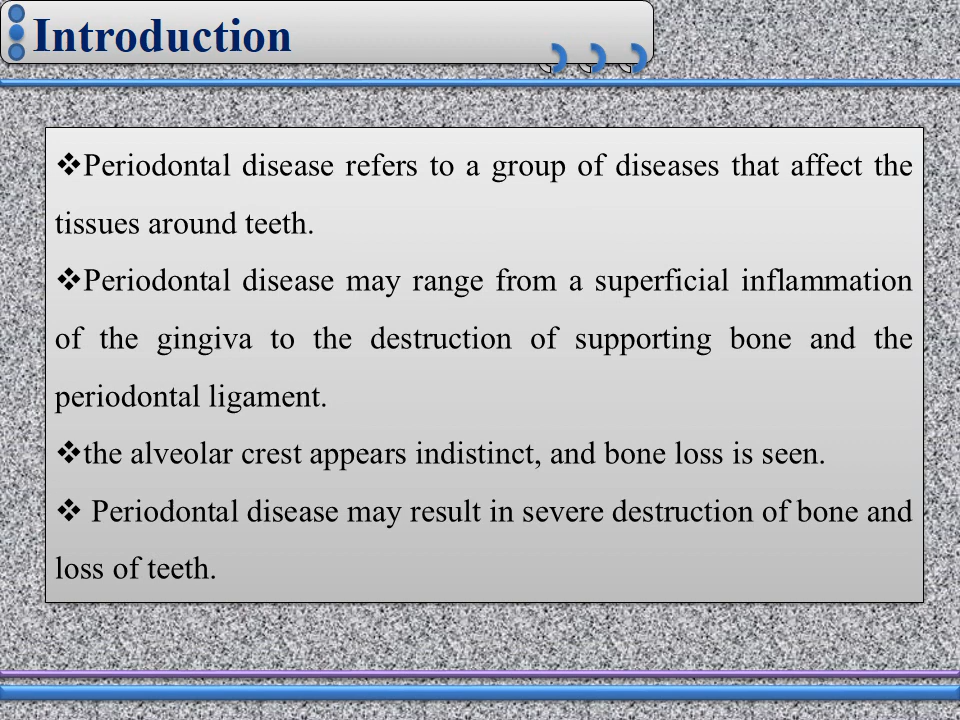 Introduction
❖Periodontal disease refers to a group of diseases that affect the
tissues around teeth.
❖Periodontal disease may range from a superficial inflammation
of the gingiva to the destruction of supporting bone and the
periodontal ligament.
❖the alveolar crest appears indistinct, and bone loss is seen.
❖ Periodontal disease may result in severe destruction of bone and
loss of teeth.